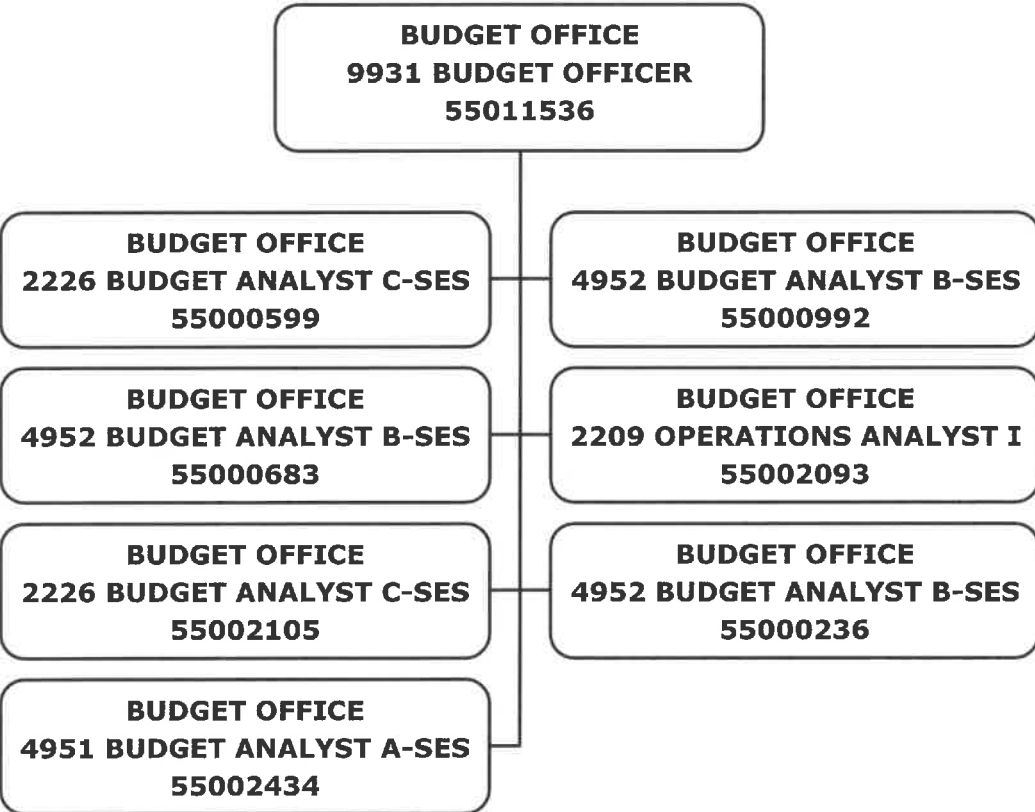 BUDGET OFFICE
9931 BUDGET OFFICER
55011536
BUDGET OFFICE
2226 BUDGET ANALYST C-SES
55000599
BUDGET OFFICE
4952 BUDGET ANALYST B-SES
55000992
BUDGET OFFICE
4952 BUDGET ANALYST B-SES
55000683
BUDGET OFFICE
2209 OPERATIONS ANALYST I
55002093
BUDGET OFFICE
2226 BUDGET ANALYST C-SES
55002105
BUDGET OFFICE
4952 BUDGET ANALYST B-SES
55000236
BUDGET OFFICE
4951 BUDGET ANALYST A-SES
55002434